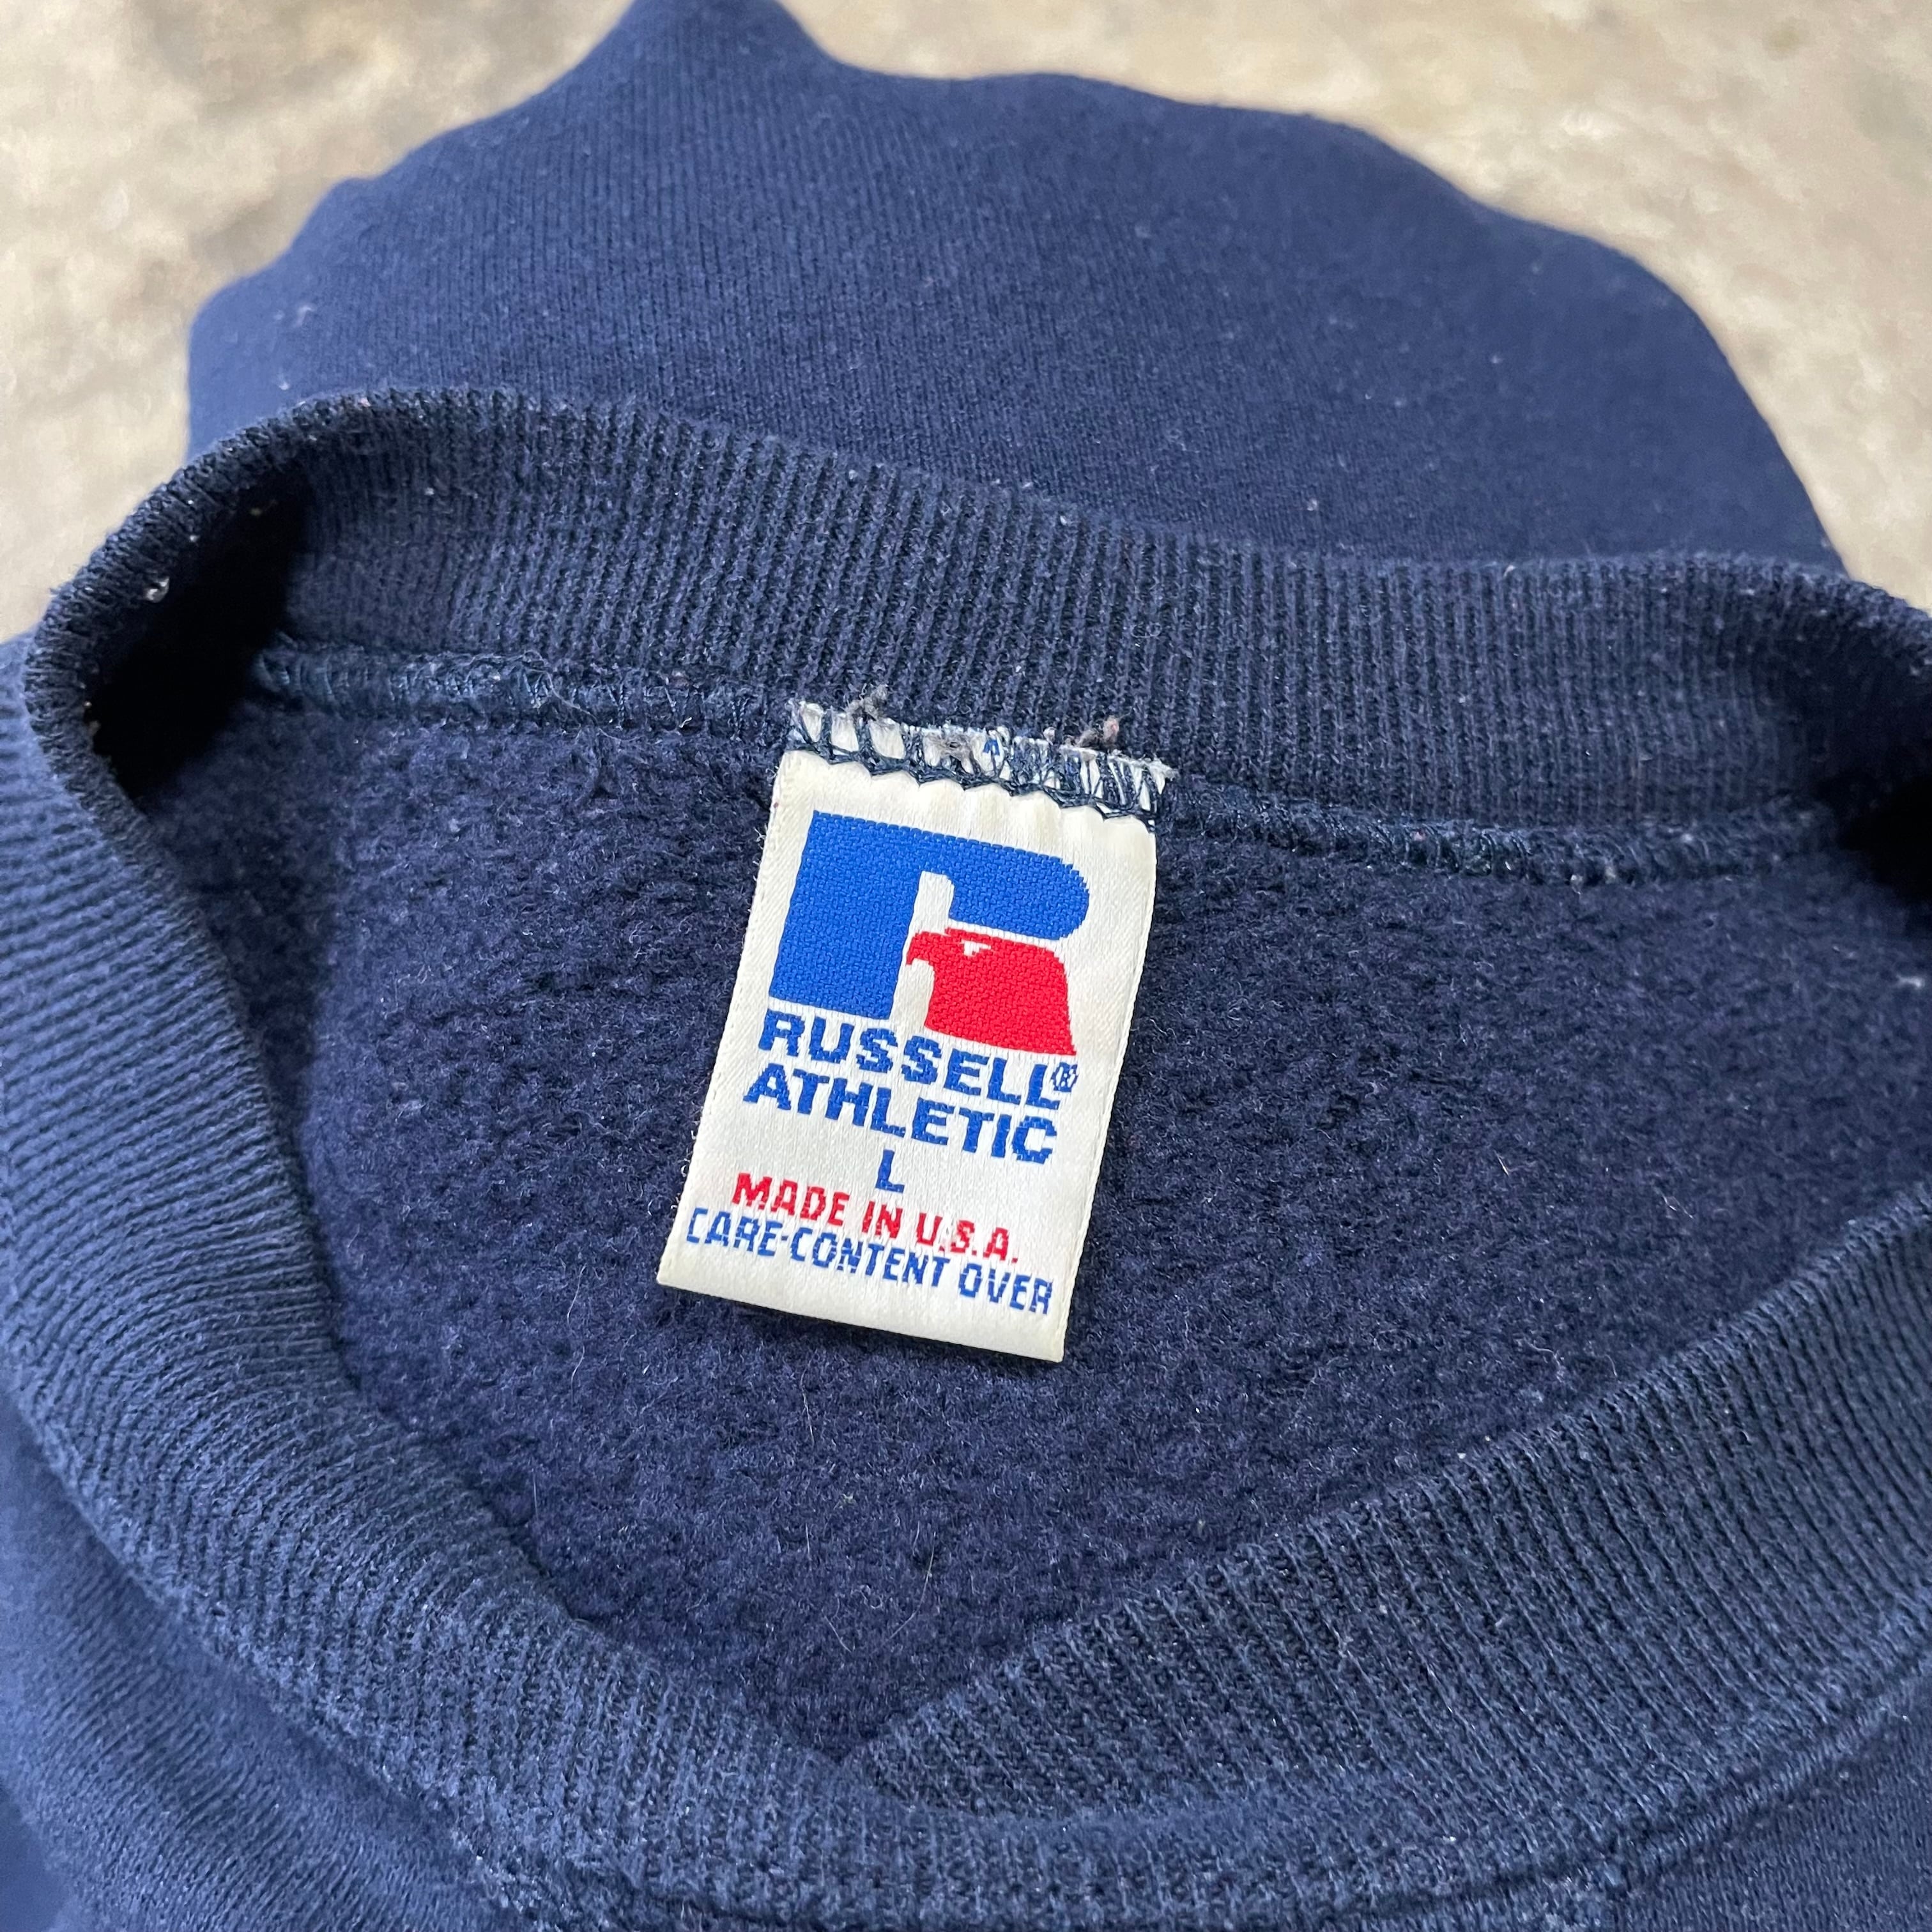 RUSSELL®
ATHLETIC
L
MADE IN U.S.A.
CARE-CONTENT OVER